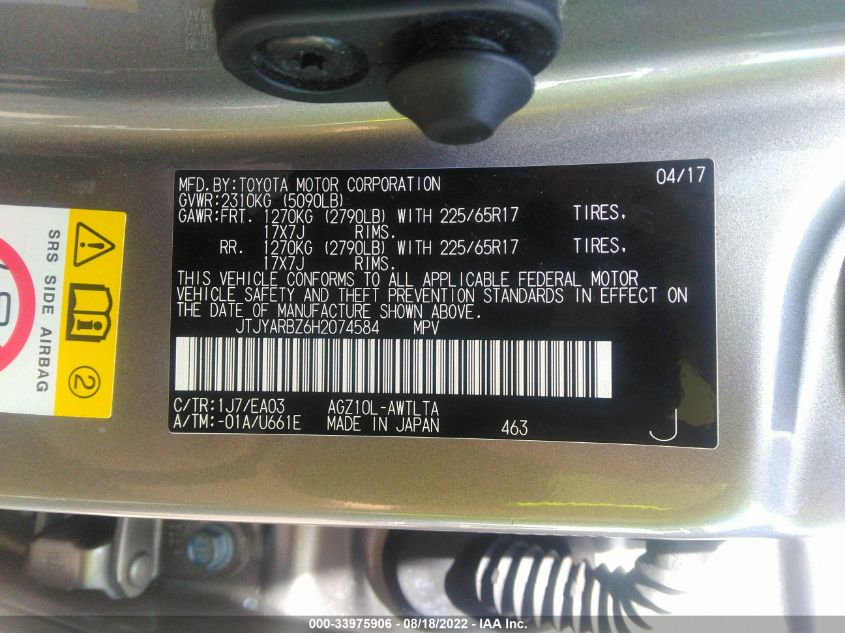 MFD.BY:TOYOTA MOTOR CORPORATION 04/17
GVWR:2310KG (5090LB)
GAWR:FRT. 1270KG (2790LB) WITH 225/65R17 TIRES,
17X7J RIMS.
RR. 1270KG (2790LB) WITH 225/65R17 TIRES,
17X7J RIMS.
THIS VEHICLE CONFORMS TO ALL APPLICABLE FEDERAL MOTOR
VEHICLE SAFETY AND THEFT PREVENTION STANDARDS IN EFFECT ON
THE DATE OF MANUFACTURE SHOWN ABOVE.
JTJYARBZ6H2074584 MPV
C/TR:1J7/EA03 AGZ10L-AWTLTA
A/TM:-01A/U661E MADE IN JAPAN 463 J
SRS SIDE AIRBAG
2
000-33975906 - 08/18/2022 - IAA Inc.